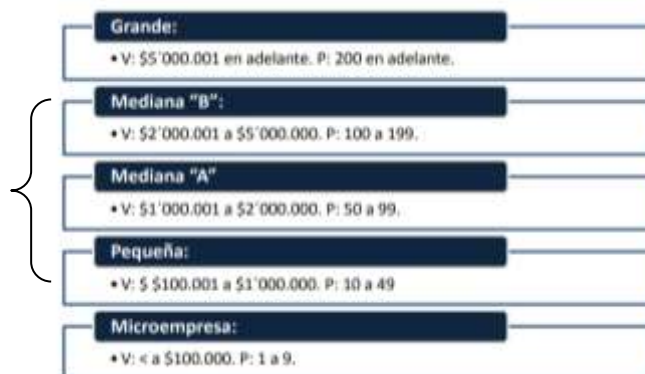 Grande:
• V: $5´000.001 en adelante. P: 200 en adelante.
Mediana "B":
• V: $2´000.001 a $5´000.000. P: 100 a 199.
Mediana "A"
• V: $1´000.001 a $2´000.000. P: 50 a 99.
Pequeña:
• V: $ $100.001 a $1´000.000. P: 10 a 49
Microempresa:
• V: < a $100.000. P: 1 a 9.